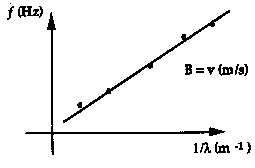 f (Hz)
B = v (m/s)
1/λ (m -1 )